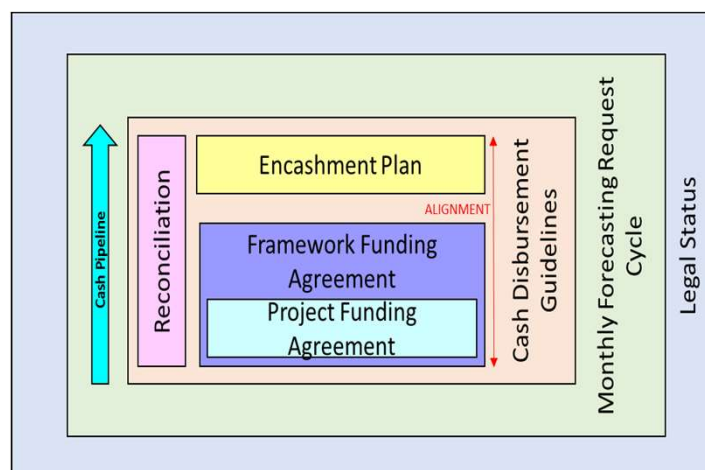 Cash Pipeline
Reconciliation
Encashment Plan
ALIGNMENT
Framework Funding
Agreement
Project Funding
Agreement
Cash Disbursement
Guidelines
Monthly Forecasting Request
Cycle
Legal Status